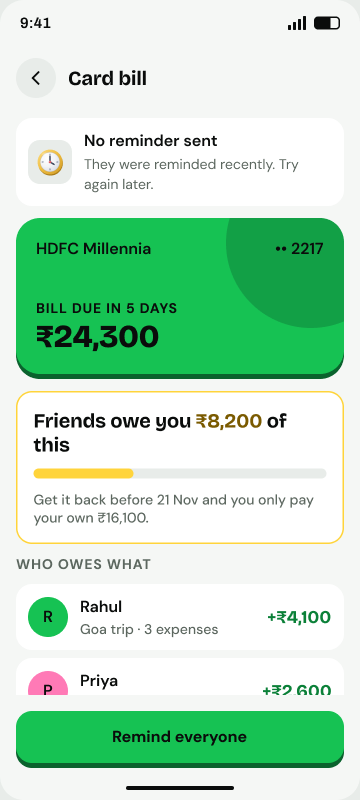 9:41
Card bill
No reminder sent
They were reminded recently. Try
again later.
HDFC Millennia
•• 2217
BILL DUE IN 5 DAYS
₹24,300
Friends owe you ₹8,200 of
this
Get it back before 21 Nov and you only pay
your own ₹16,100.
WHO OWES WHAT
R
Rahul
+₹4,100
Goa trip · 3 expenses
P
Priya
+₹2,600
Remind everyone